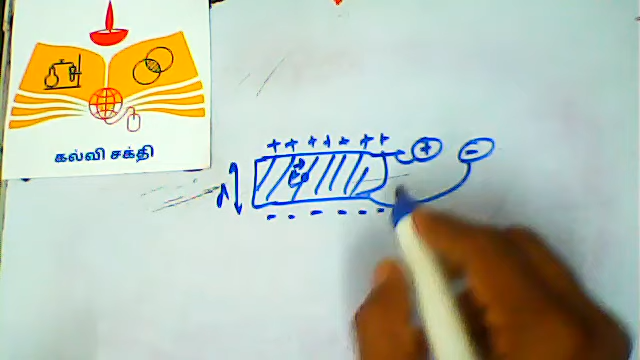 கல்வி சக்தி
+ + + + + + +
+ -
- - - - - -